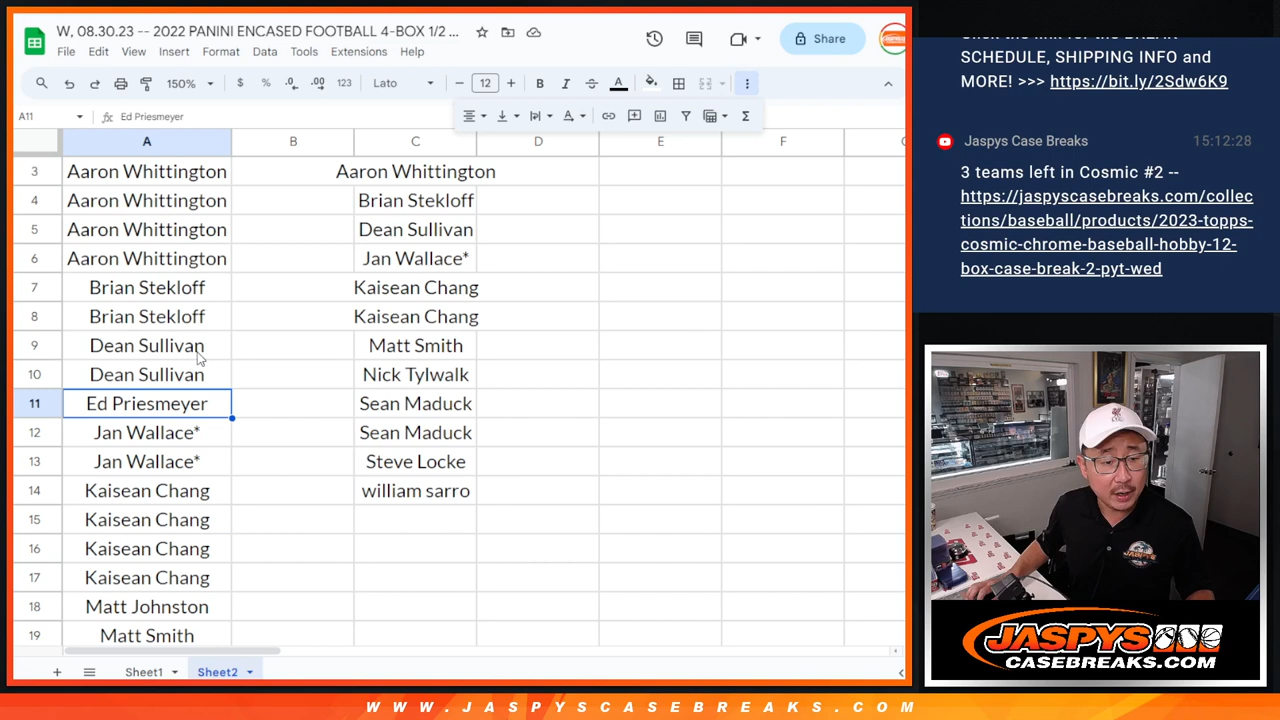 W, 08.30.23 -- 2022 PANINI ENCASED FOOTBALL 4-BOX 1/2 ...
File Edit View Insert Format Data Tools Extensions Help
Share
150% $ % .0 .00 123 Lato 12 B I A
A11 fx Ed Priesmeyer
A B C D E F
3 Aaron Whittington Aaron Whittington
4 Aaron Whittington Brian Stekloff
5 Aaron Whittington Dean Sullivan
6 Aaron Whittington Jan Wallace*
7 Brian Stekloff Kaisean Chang
8 Brian Stekloff Kaisean Chang
9 Dean Sullivan Matt Smith
10 Dean Sullivan Nick Tylwalk
11 Ed Priesmeyer Sean Maduck
12 Jan Wallace* Sean Maduck
13 Jan Wallace* Steve Locke
14 Kaisean Chang william sarro
15 Kaisean Chang
16 Kaisean Chang
17 Kaisean Chang
18 Matt Johnston
19 Matt Smith
Sheet1 Sheet2
SCHEDULE, SHIPPING INFO and
MORE! >>> https://bit.ly/2Sdw6K9
Jaspys Case Breaks 15:12:28
3 teams left in Cosmic #2 --
https://jaspyscasebreaks.com/collec
tions/baseball/products/2023-topps-
cosmic-chrome-baseball-hobby-12-
box-case-break-2-pyt-wed
JASPYS
JASPYS
CASEBREAKS.COM
WWW.JASPYSCASEBREAKS.COM